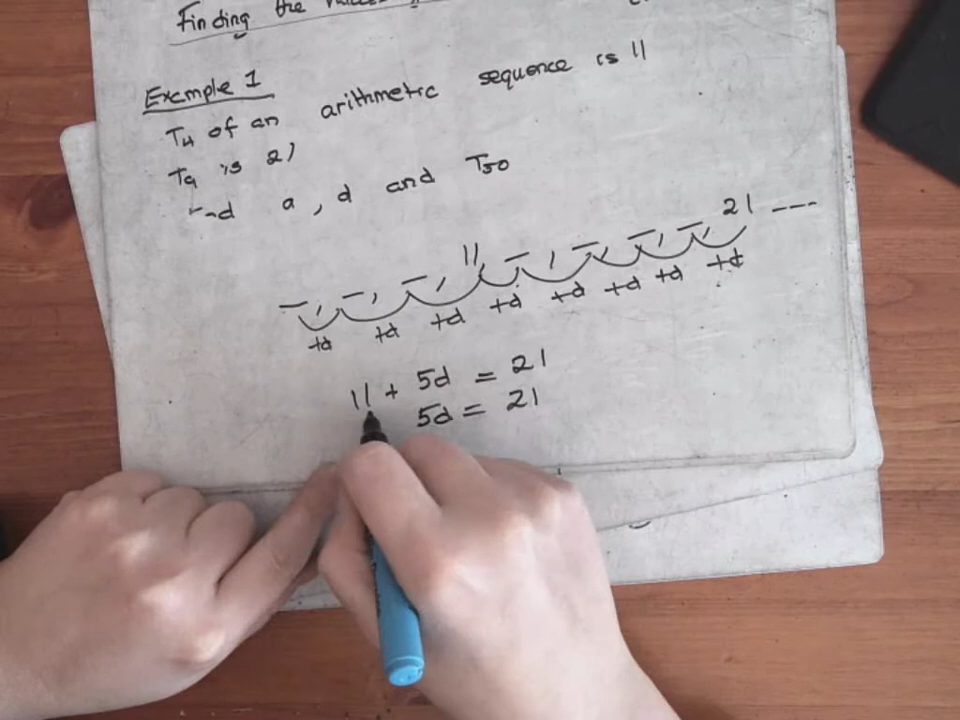 Finding the
Example 1
T4 of an arithmetic sequence is 11
T9 is 21
a, d and T50
11 21 ---
+d +d +d +d +d +d +d +d
11 + 5d = 21
5d = 21